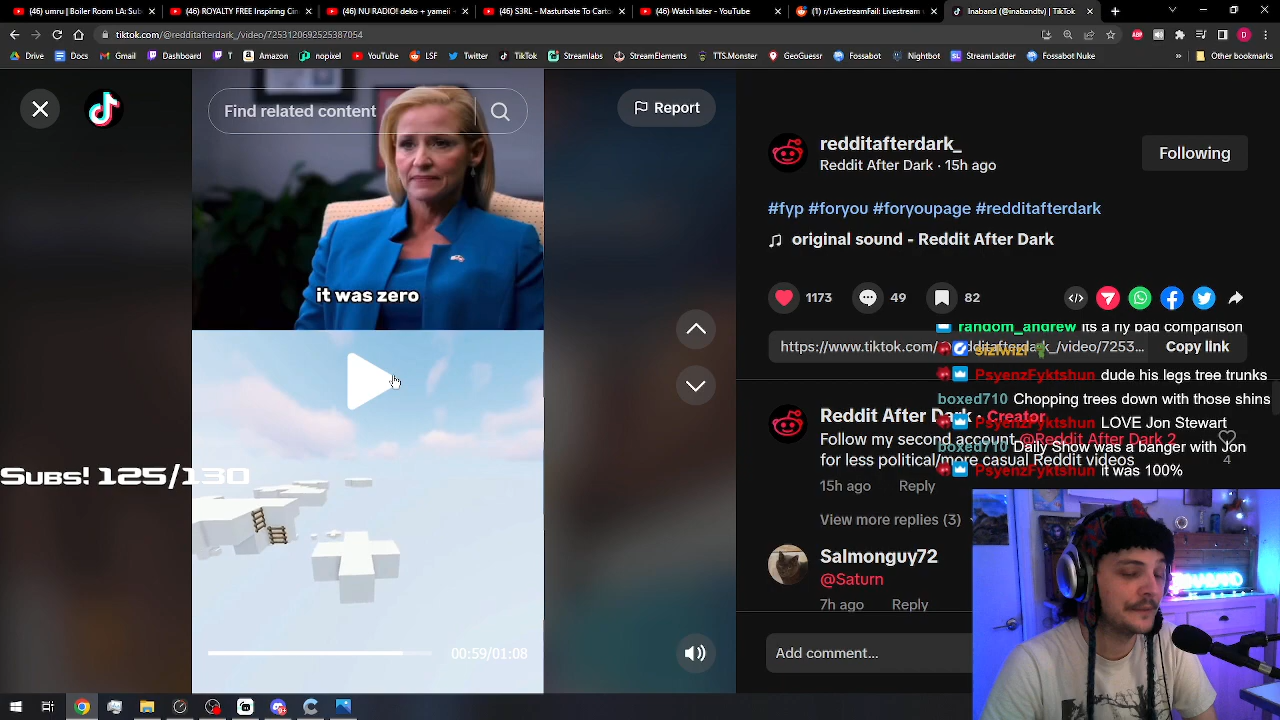 (46) umru | Boiler Room LA: Sub
(46) ROYALTY FREE Inspiring Cin
(46) NU RADIO! deko + yameii -
(46) S3RL - Masturbate To Carto
(46) Watch later - YouTube
(1) r/LivestreamFail: Livestream
Inaband (@nabandtv) | TikTok
tiktok.com/@redditafterdark_/video/7253120692525387054
Drive
Docs
Gmail
Dashboard
T
Amazon
nopixel
YouTube
LSF
Twitter
TikTok
Streamlabs
StreamElements
TTS.Monster
GeoGuessr
Fossabot
Nightbot
StreamLadder
Fossabot Nuke
Other bookmarks
Find related content
Report
it was zero
00:59/01:08
Subs! 125/130
redditafterdark_
Reddit After Dark · 15h ago
Following
#fyp #foryou #foryoupage #redditafterdark
original sound - Reddit After Dark
1173
49
82
random_andrew its a ny bad comparison
https://www.tiktok.com/@redditafterdark_/video/7253...
Copy link
PsyenzFyktshun dude his legs tree trunks
boxed710 Chopping trees down with those shins
Reddit After Dark · Creator
PsyenzFyktshun LOVE Jon Stewart
Follow my second account @Reddit After Dark 2
boxed710 Daily Show was a banger with Jon
for less political/more casual Reddit videos
4
PsyenzFyktshun It was 100%
15h ago
Reply
View more replies (3)
Salmonguy72
@Saturn
7h ago
Reply
Add comment...